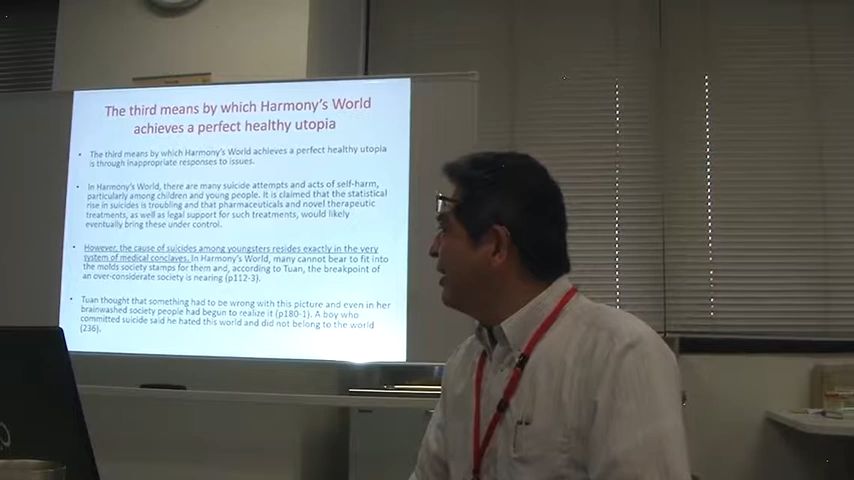 The third means by which Harmony's World
achieves a perfect healthy utopia
• The third means by which Harmony's World achieves a perfect healthy utopia
is through inappropriate responses to issues.
• In Harmony's World, there are many suicide attempts and acts of self-harm,
particularly among children and young people. It is claimed that the statistical
rise in suicides is troubling and that pharmaceuticals and novel therapeutic
treatments, as well as legal support for such treatments, would likely
eventually bring these under control.
• However, the cause of suicides among youngsters resides exactly in the very
system of medical conclaves. In Harmony's World, many cannot bear to fit into
the molds society stamps for them and, according to Tuan, the breakpoint of
an over-considerate society is nearing (p112-3).
• Tuan thought that something had to be wrong with this picture and even in her
brainwashed society people had begun to realize it (p180-1). A boy who
committed suicide said he hated this world and did not belong to the world
(236).